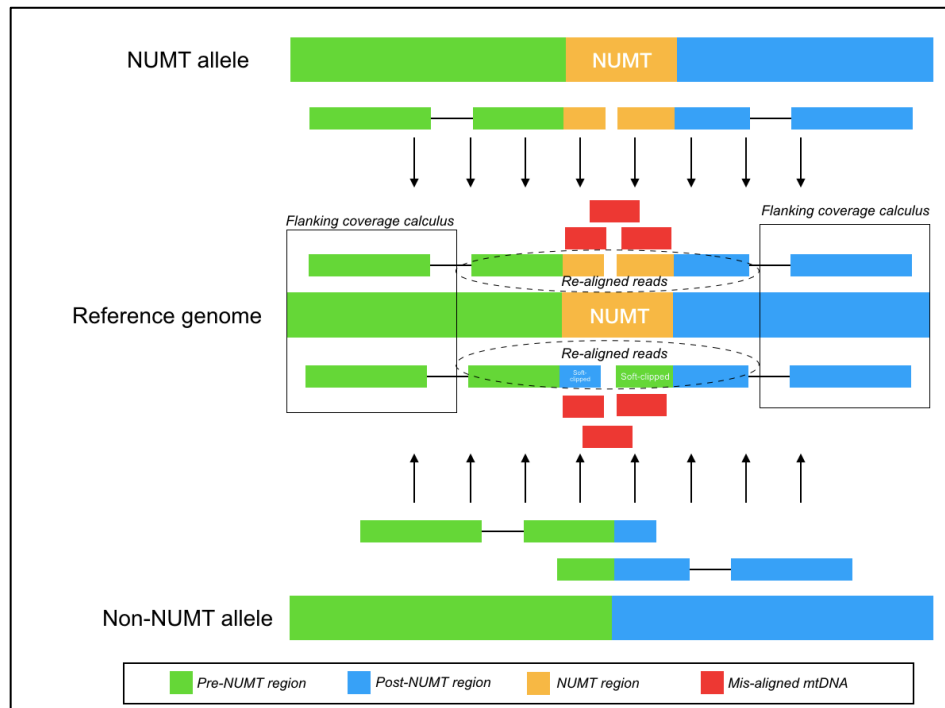 NUMT allele
NUMT
Flanking coverage calculus
Flanking coverage calculus
Re-aligned reads
Reference genome
NUMT
Re-aligned reads
Soft-
clipped
Soft-clipped
Non-NUMT allele
Pre-NUMT region
Post-NUMT region
NUMT region
Mis-aligned mtDNA